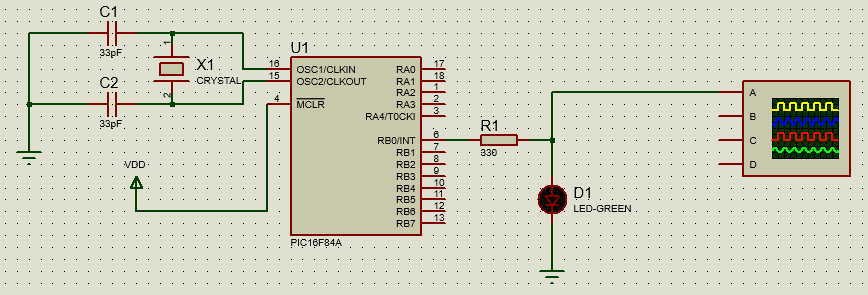 C1
33pF
1
X1
CRYSTAL
2
C2
33pF
VDD
U1
16 OSC1/CLKIN
15 OSC2/CLKOUT
4 MCLR
RA0 17
RA1 18
RA2 1
RA3 2
RA4/T0CKI 3
RB0/INT 6
RB1 7
RB2 8
RB3 9
RB4 10
RB5 11
RB6 12
RB7 13
PIC16F84A
R1
330
D1
LED-GREEN
A
B
C
D